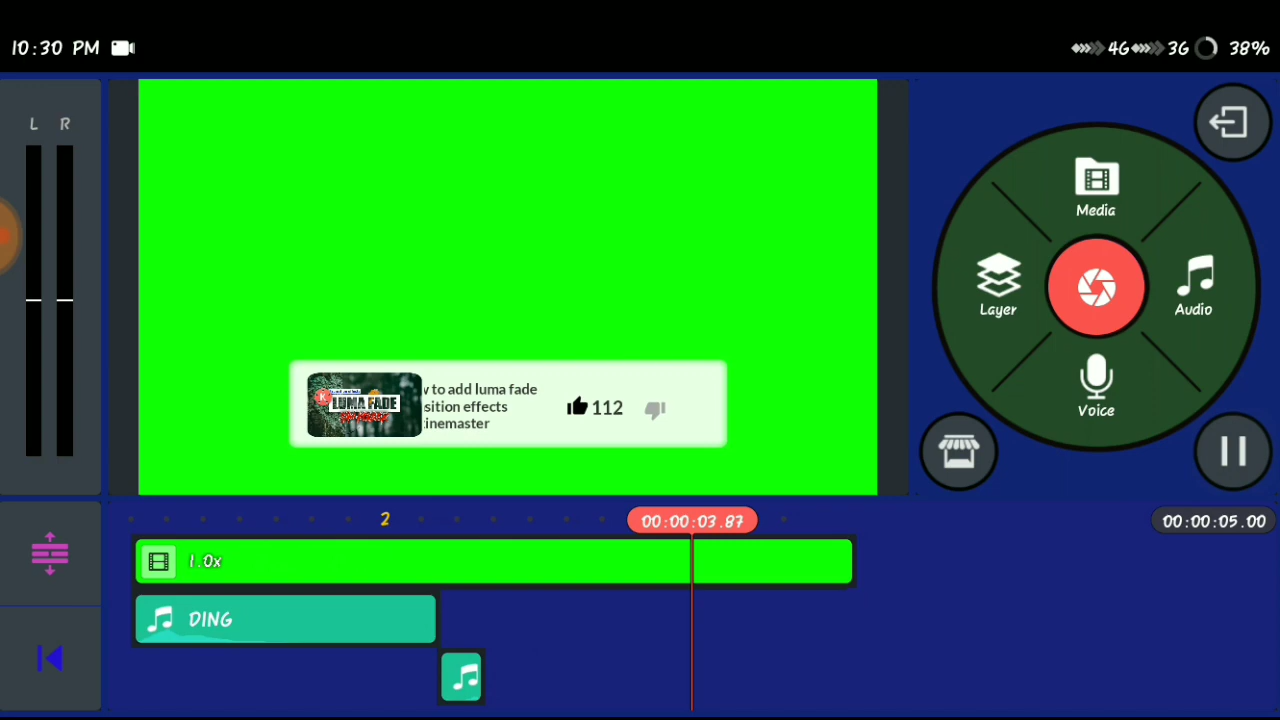 10:30 PM
4G 3G 38%
L R
Media
Layer
Audio
Voice
LUMA FADE
to add luma fade
sition effects
inemaster
112
2
00:00:03.87
00:00:05.00
1.0x
DING